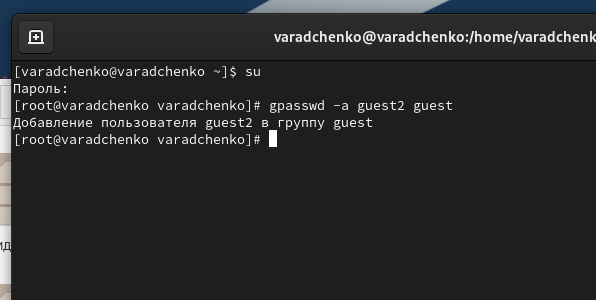 varadchenko@varadchenko:/home/varadchenk
[varadchenko@varadchenko ~]$ su
Пароль:
[root@varadchenko varadchenko]# gpasswd -a guest2 guest
Добавление пользователя guest2 в группу guest
[root@varadchenko varadchenko]#